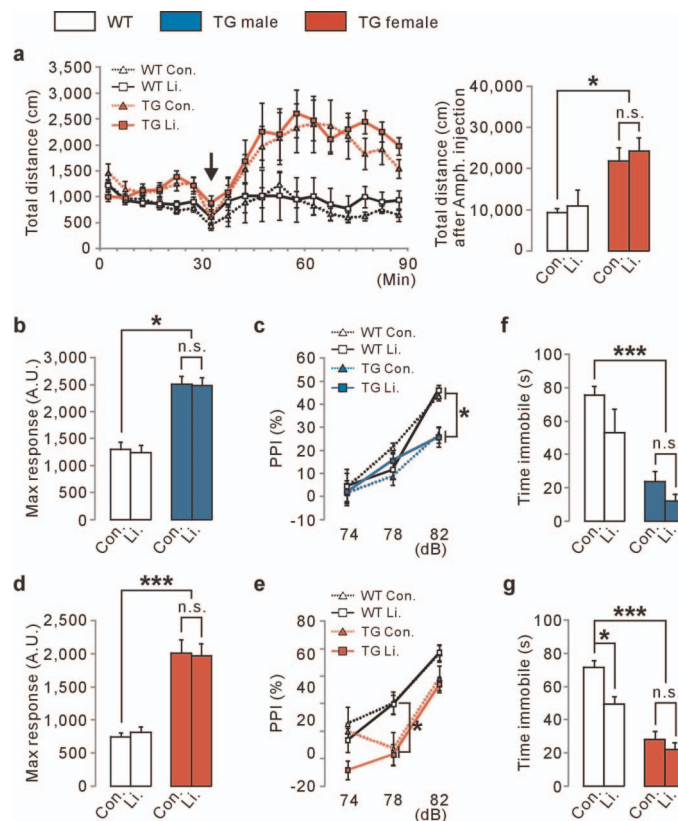 WT TG male TG female
a
Total distance (cm)
3,500
3,000
2,500
2,000
1,500
1,000
500
0
0 30 60 90
(Min)
WT Con.
WT Li.
TG Con.
TG Li.
Total distance (cm)
after Amph. injection
40,000
30,000
20,000
10,000
0
*
n.s.
Con. Li. Con. Li.
b
Max response (A.U.)
3,000
2,500
2,000
1,500
1,000
500
0
*
n.s.
Con. Li. Con. Li.
c
WT Con.
WT Li.
TG Con.
TG Li.
PPI (%)
60
50
40
30
20
10
0
-10
*
74 78 82
(dB)
f
Time immobile (s)
100
80
60
40
20
0
***
n.s
Con. Li. Con. Li.
d
Max response (A.U.)
2,500
2,000
1,500
1,000
500
0
***
n.s.
Con. Li. Con. Li.
e
WT Con.
WT Li.
TG Con.
TG Li.
PPI (%)
80
60
40
20
0
-20
*
74 78 82
(dB)
g
Time immobile (s)
100
80
60
40
20
0
***
*
n.s
Con. Li. Con. Li.